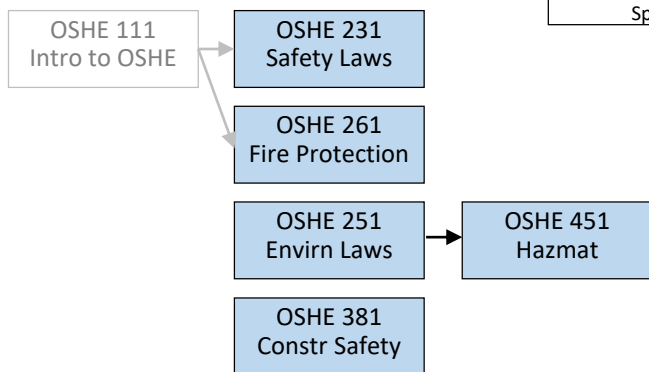 Sp
OSHE 111
Intro to OSHE
OSHE 231
Safety Laws
OSHE 261
Fire Protection
OSHE 251
Envirn Laws
OSHE 451
Hazmat
OSHE 381
Constr Safety